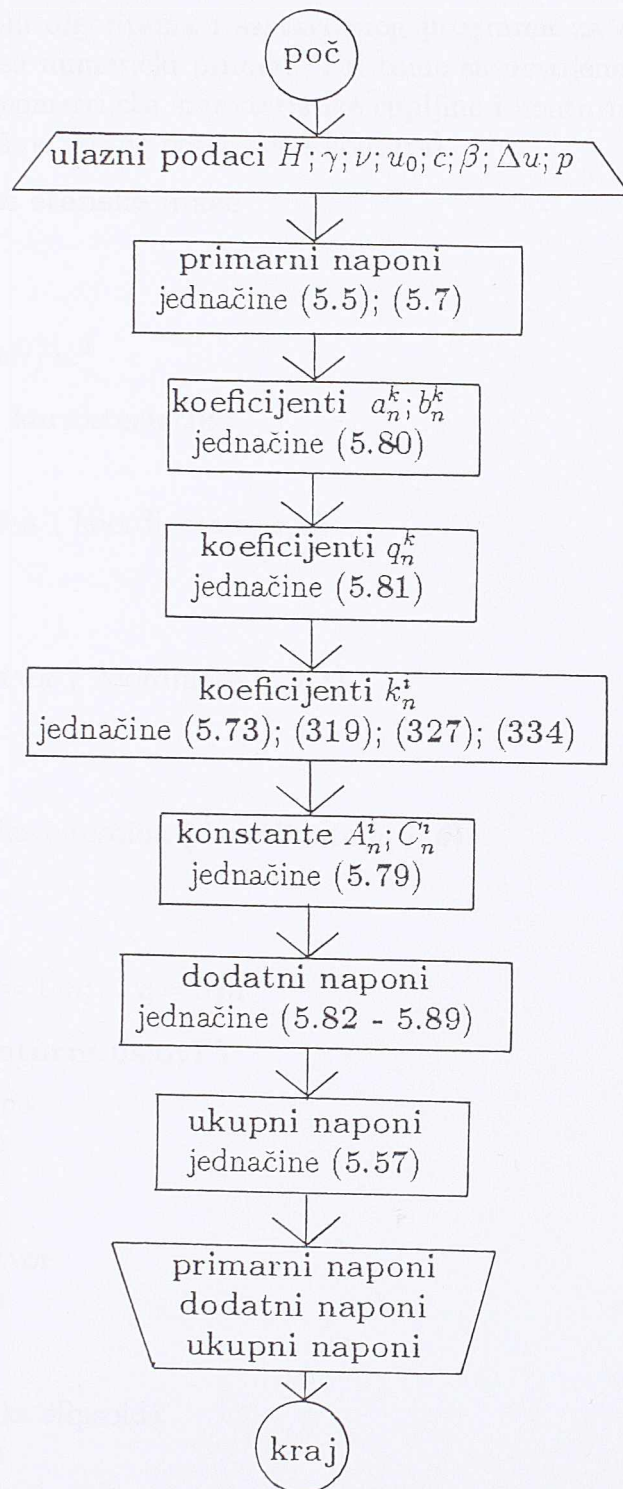 poč
ulazni podaci H; γ; ν; u₀; c; β; Δu; p
primarni naponi
jednačine (5.5); (5.7)
koeficijenti aₙᵏ; bₙᵏ
jednačine (5.80)
koeficijenti qₙᵏ
jednačine (5.81)
koeficijenti kₙⁱ
jednačine (5.73); (319); (327); (334)
konstante Aₙⁱ; Cₙⁱ
jednačine (5.79)
dodatni naponi
jednačine (5.82 - 5.89)
ukupni naponi
jednačine (5.57)
primarni naponi
dodatni naponi
ukupni naponi
kraj